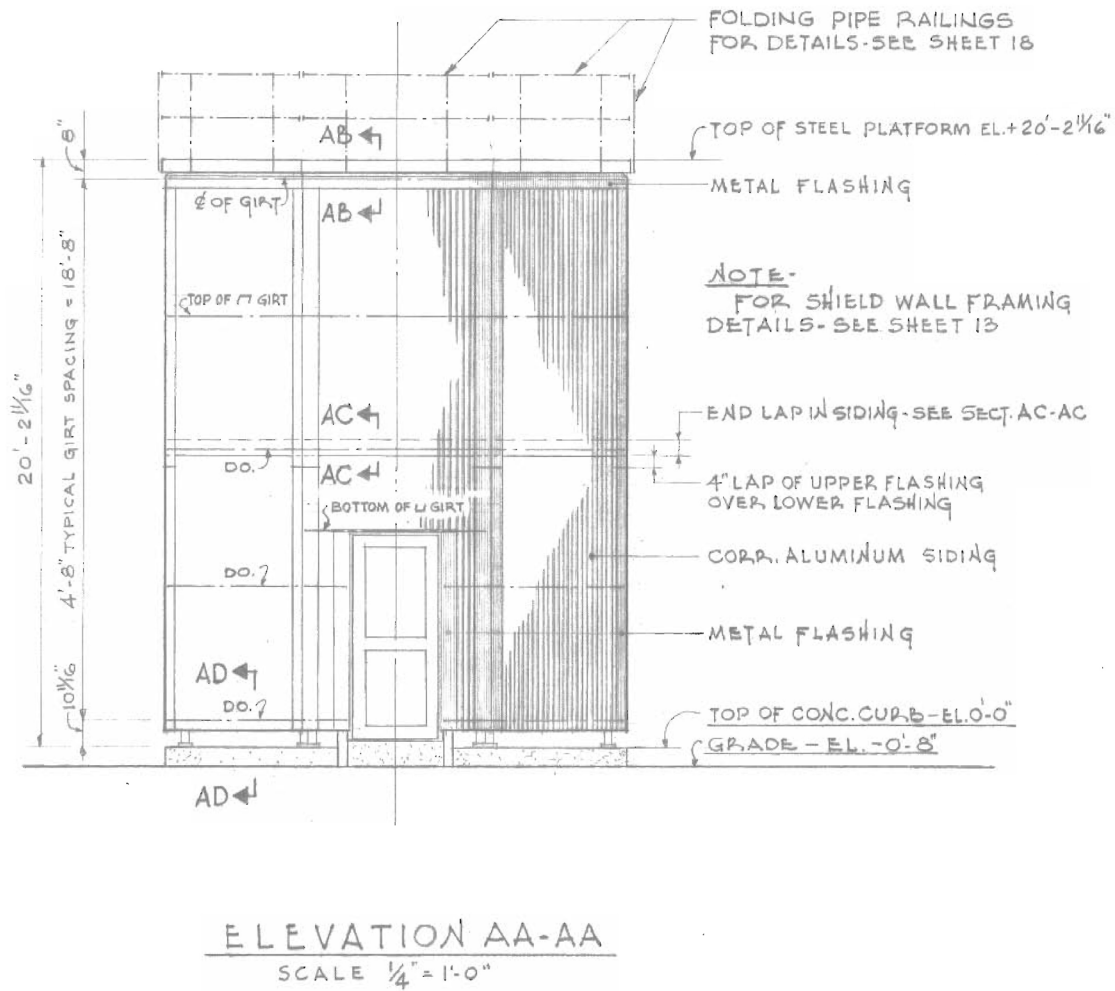 FOLDING PIPE RAILINGS
FOR DETAILS-SEE SHEET 18
8"
AB
TOP OF STEEL PLATFORM EL.+20'-2 11/16"
METAL FLASHING
℄ OF GIRT
AB
NOTE-
FOR SHIELD WALL FRAMING
DETAILS-SEE SHEET 13
TOP OF ⊓ GIRT
20'-2 11/16"
4'-8" TYPICAL GIRT SPACING = 18'-8"
AC
END LAP IN SIDING-SEE SECT. AC-AC
DO.
AC
4" LAP OF UPPER FLASHING
OVER LOWER FLASHING
BOTTOM OF ⊔ GIRT
CORR. ALUMINUM SIDING
DO.
METAL FLASHING
AD
10 11/16"
DO.
TOP OF CONC. CURB-EL.0'-0"
GRADE - EL. -0'-8"
AD
ELEVATION AA-AA
SCALE 1/4" = 1'-0"